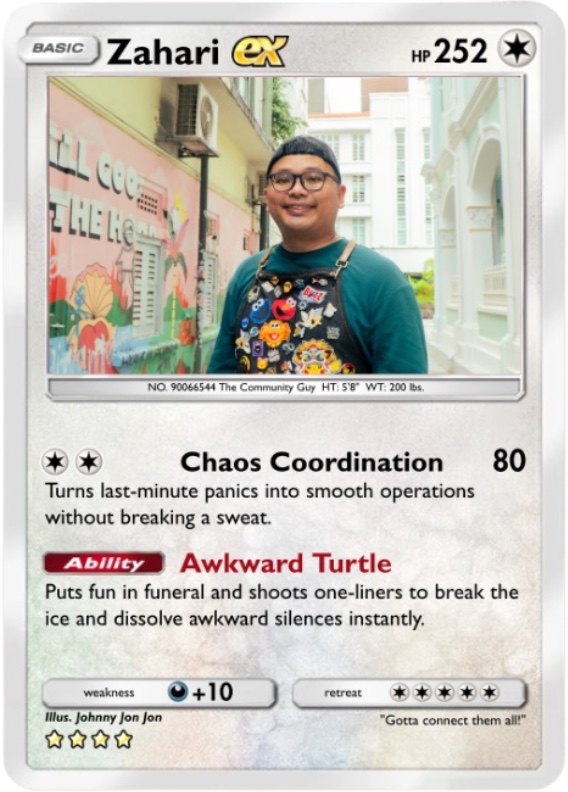 BASIC Zahari ex HP 252
NO. 90066544 The Community Guy HT: 5'8" WT: 200 lbs.
Chaos Coordination 80
Turns last-minute panics into smooth operations
without breaking a sweat.
Ability Awkward Turtle
Puts fun in funeral and shoots one-liners to break the
ice and dissolve awkward silences instantly.
weakness +10 retreat
Illus. Johnny Jon Jon "Gotta connect them all!"